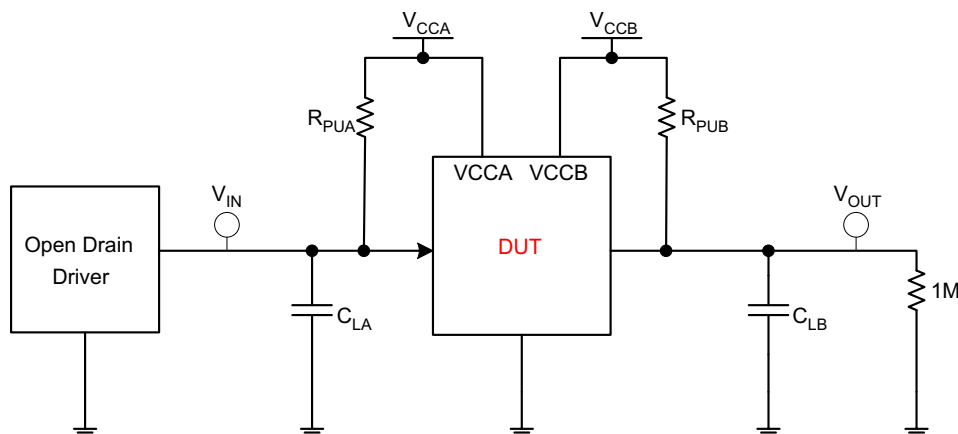 VCCA
VCCB
RPUA
RPUB
VCCA VCCB
VIN
VOUT
Open Drain
Driver
DUT
1M
CLA
CLB